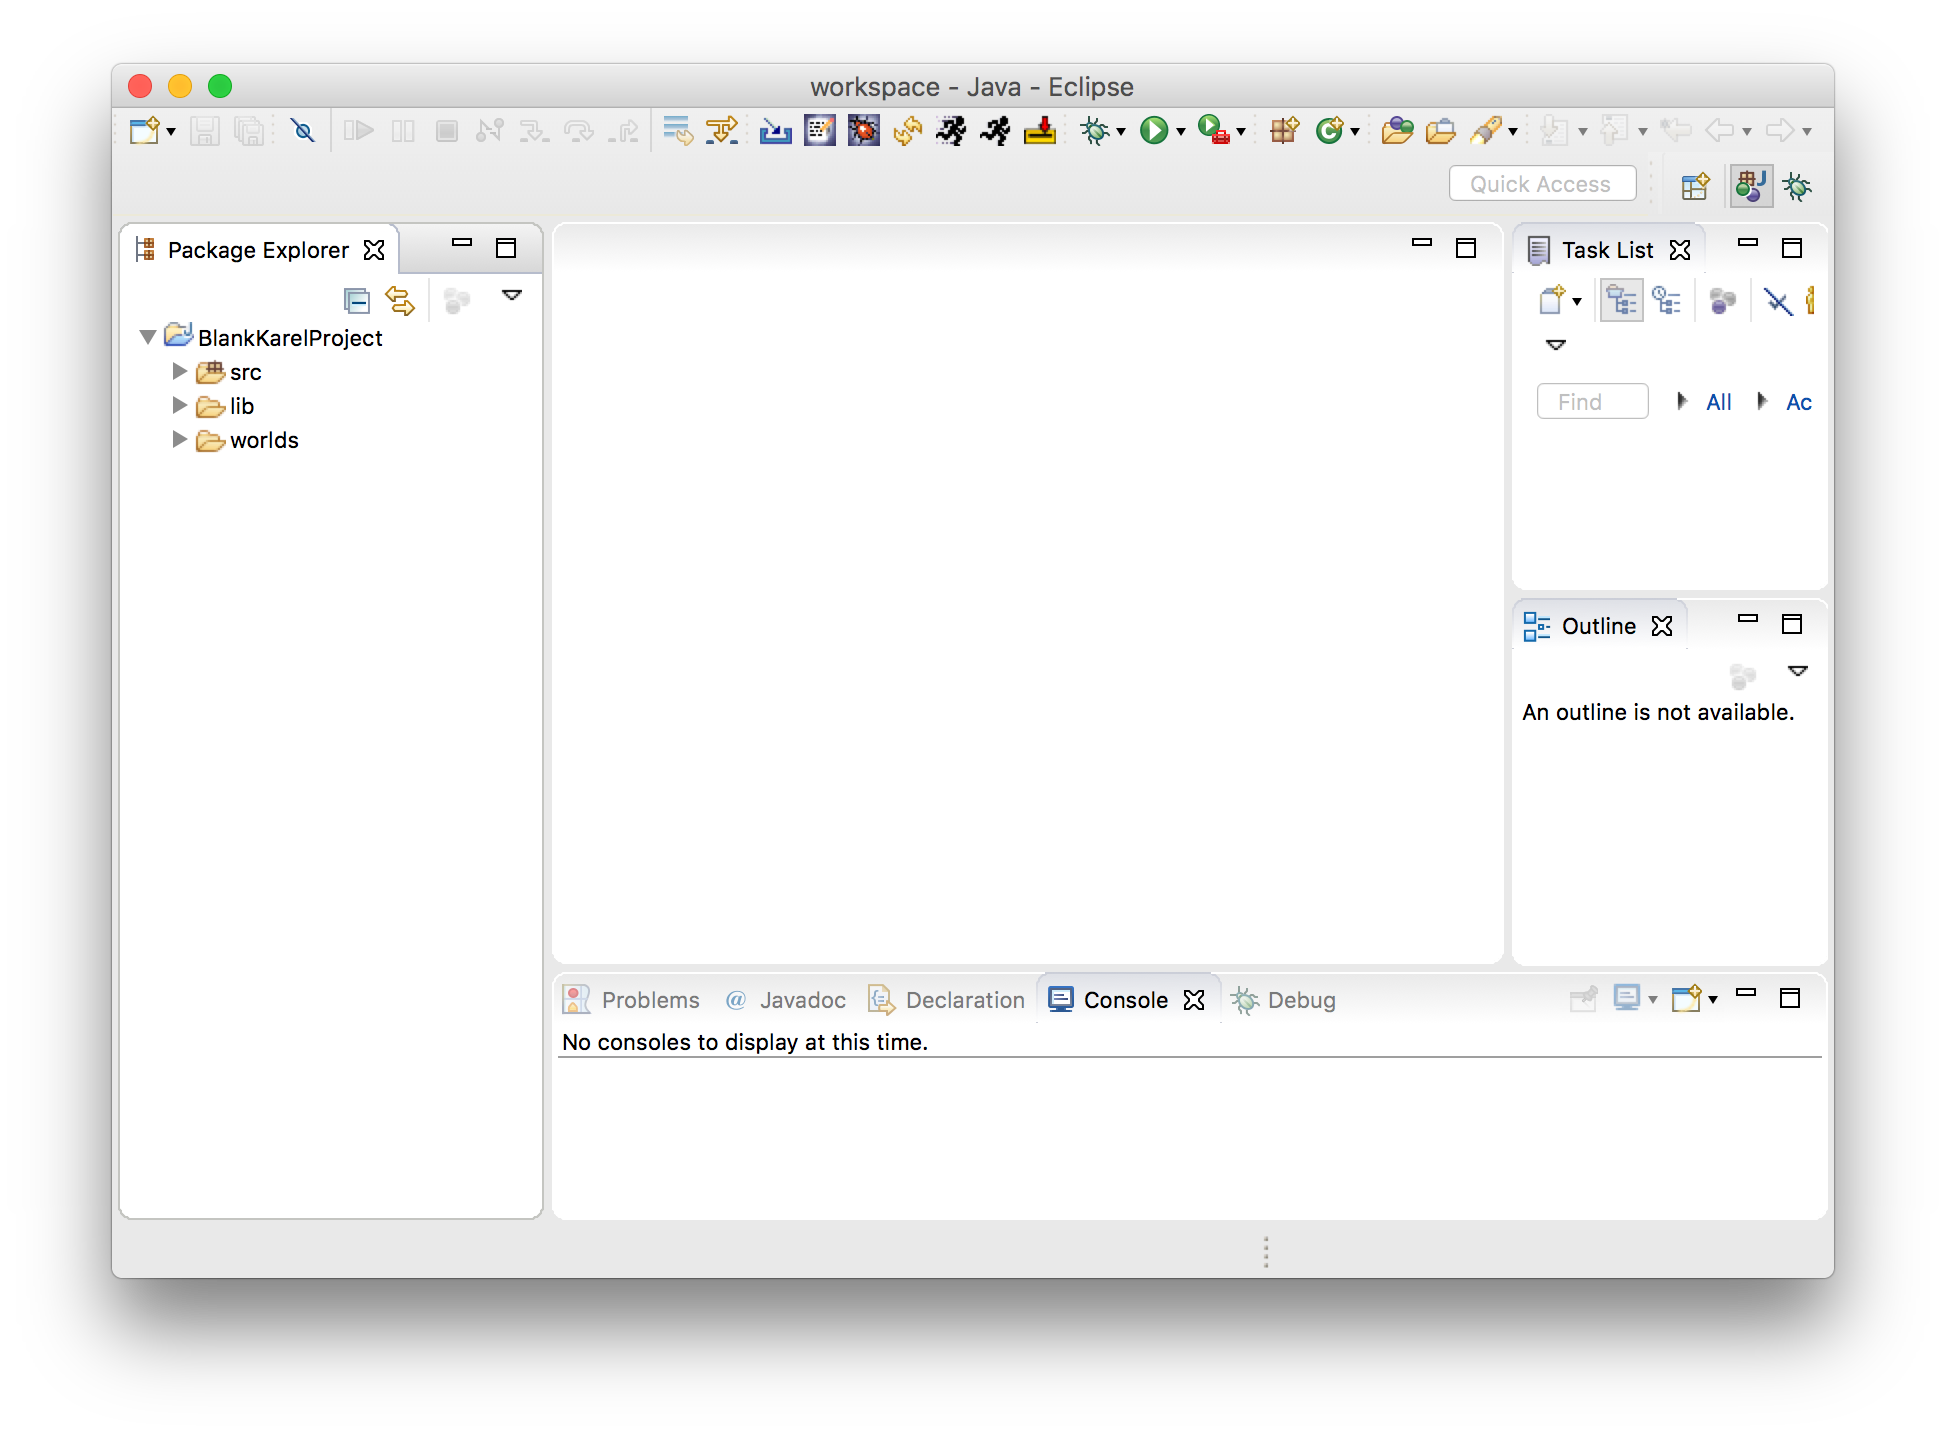 workspace - Java - Eclipse
Quick Access
Package Explorer
BlankKarelProject
src
lib
worlds
Task List
Find
All
Ac
Outline
An outline is not available.
Problems
@ Javadoc
Declaration
Console
Debug
No consoles to display at this time.